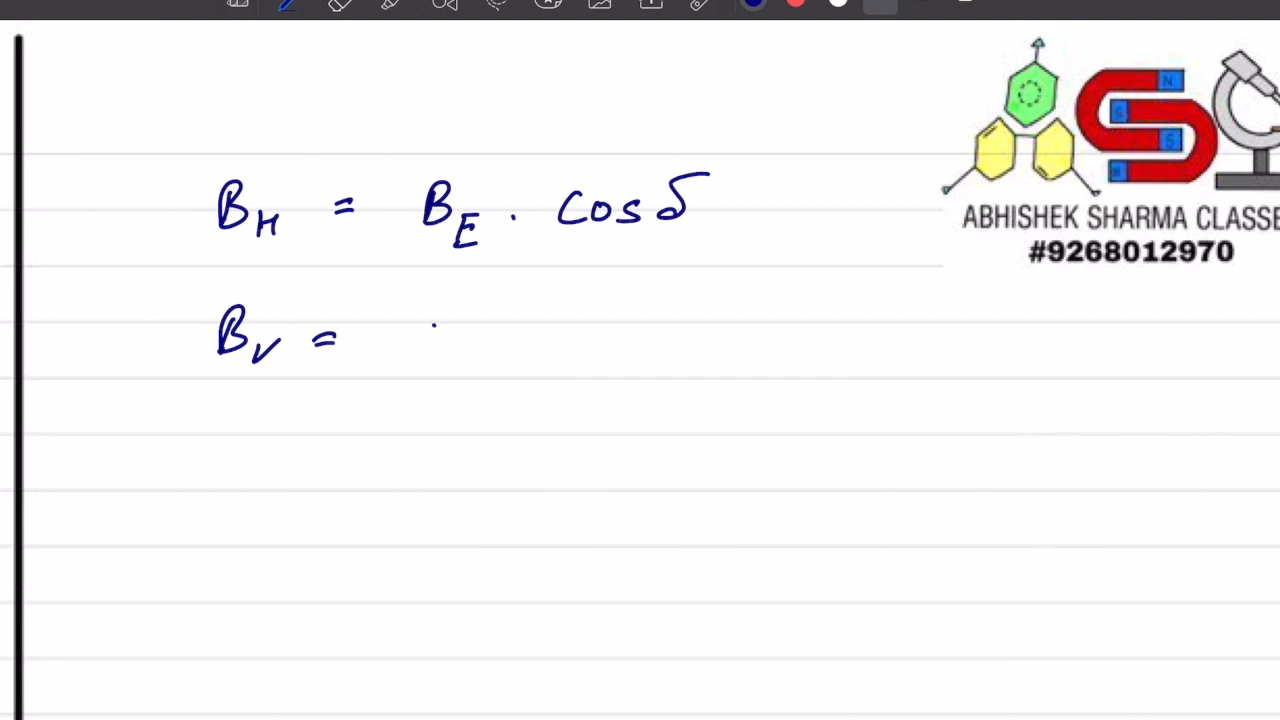 B_H = B_E . cos δ
B_V =
N
S
S
N
ABHISHEK SHARMA CLASSE
#9268012970